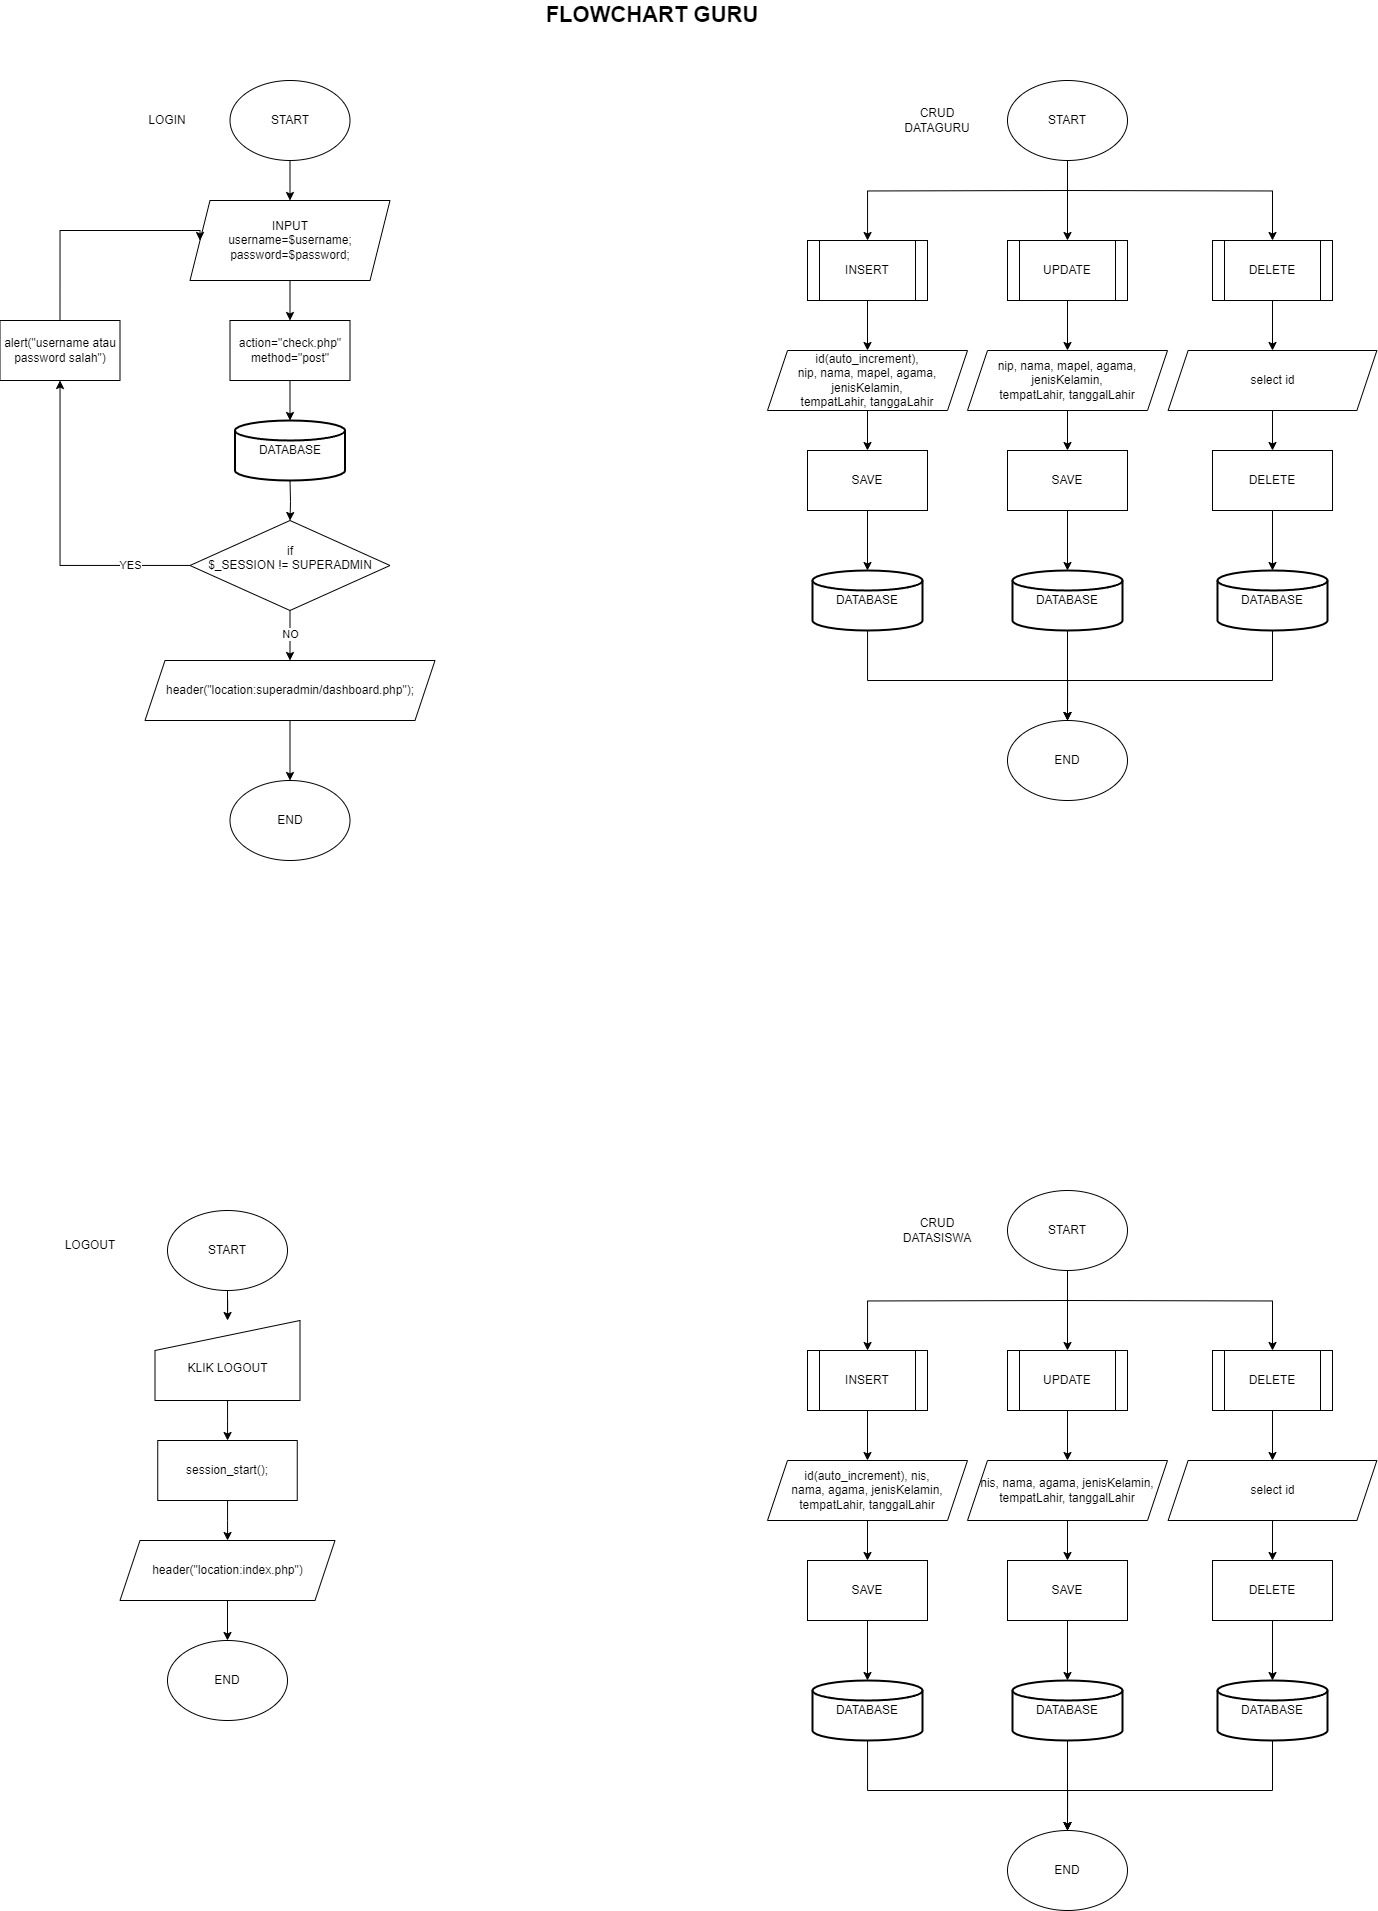 FLOWCHART GURU
LOGIN
START
INPUT
username=$username;
password=$password;
alert("username atau
password salah")
action="check.php"
method="post"
DATABASE
if
$_SESSION != SUPERADMIN
YES
NO
header("location:superadmin/dashboard.php");
END
CRUD
DATAGURU
START
INSERT
UPDATE
DELETE
id(auto_increment),
nip, nama, mapel, agama,
jenisKelamin,
tempatLahir, tanggaLahir
nip, nama, mapel, agama,
jenisKelamin,
tempatLahir, tanggalLahir
select id
SAVE
SAVE
DELETE
DATABASE
DATABASE
DATABASE
END
LOGOUT
START
KLIK LOGOUT
session_start();
header("location:index.php")
END
CRUD
DATASISWA
START
INSERT
UPDATE
DELETE
id(auto_increment), nis,
nama, agama, jenisKelamin,
tempatLahir, tanggalLahir
nis, nama, agama, jenisKelamin,
tempatLahir, tanggalLahir
select id
SAVE
SAVE
DELETE
DATABASE
DATABASE
DATABASE
END